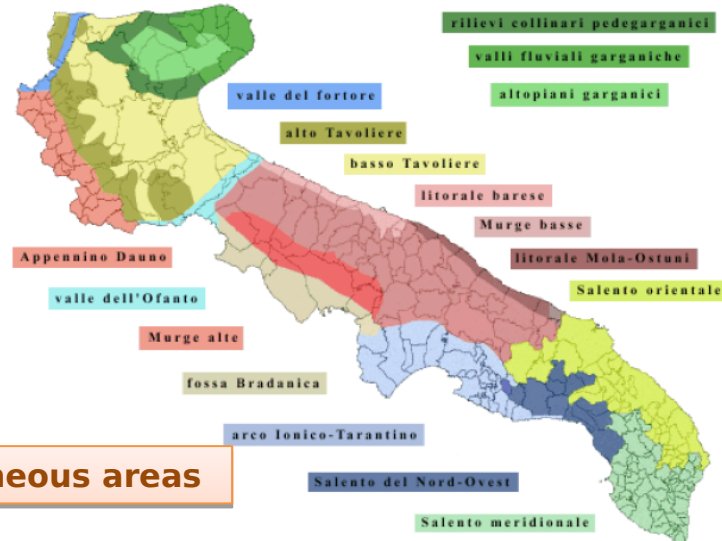 rilievi collinari pedegarganici
valli fluviali garganiche
altopiani garganici
valle del fortore
alto Tavoliere
basso Tavoliere
litorale barese
Murge basse
litorale Mola-Ostuni
Salento orientale
Appennino Dauno
valle dell'Ofanto
Murge alte
fossa Bradanica
arco Ionico-Tarantino
neous areas
Salento del Nord-Ovest
Salento meridionale